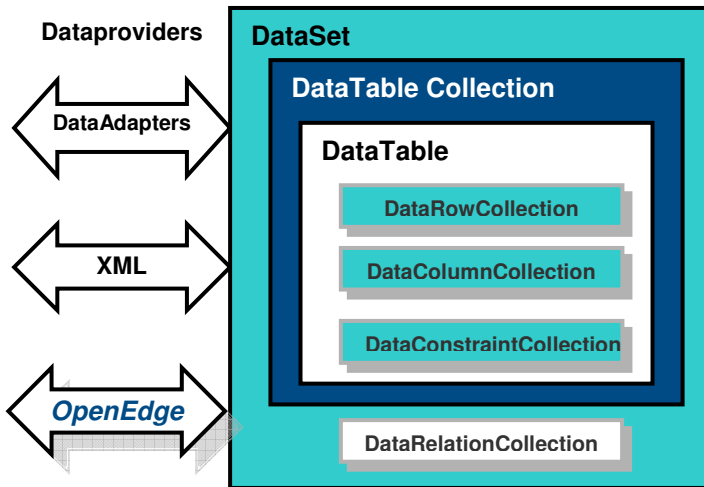 Dataproviders
DataSet
DataTable Collection
DataAdapters
DataTable
DataRowCollection
XML
DataColumnCollection
DataConstraintCollection
OpenEdge
DataRelationCollection